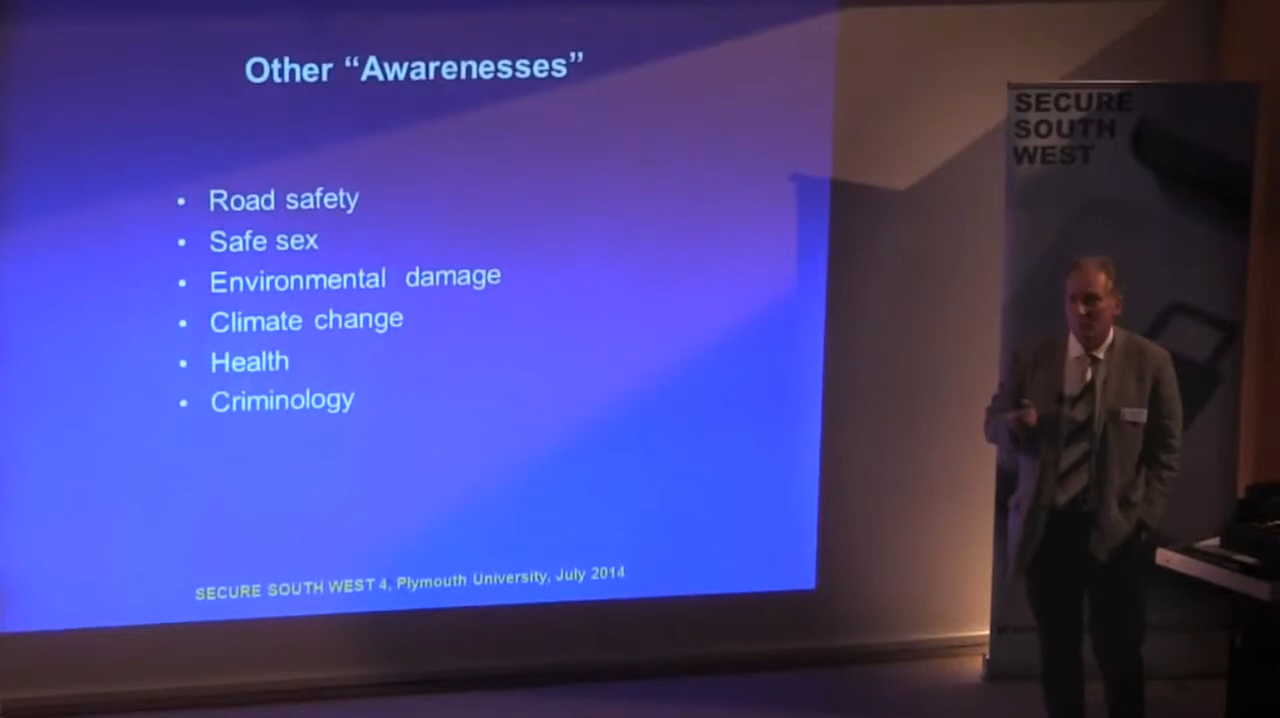 Other “Awarenesses”
• Road safety
• Safe sex
• Environmental damage
• Climate change
• Health
• Criminology
SECURE SOUTH WEST 4, Plymouth University, July 2014
SECURE
SOUTH
WEST